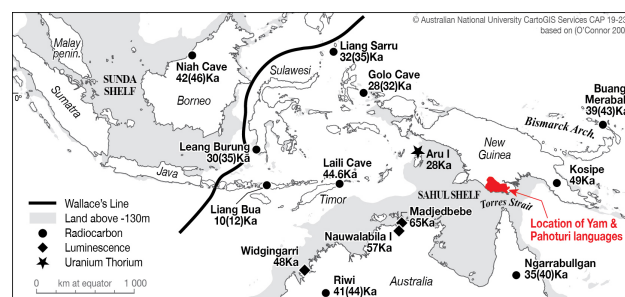 © Australian National University CartoGIS Services CAP 19-23
based on (O'Connor 200
Malay
penin.
Niah Cave
42(46)Ka
Liang Sarru
32(35)Ka
Sulawesi
Golo Cave
28(32)Ka
SUNDA
SHELF
Borneo
Sumatra
Buang
Merabal
39(43)Ka
Bismarck Arch.
New
Guinea
Leang Burung
30(35)Ka
Java
Laili Cave
44.6Ka
Aru I
28Ka
Kosipe
49Ka
SAHUL SHELF
Torres Strait
Timor
Liang Bua
10(12)Ka
Madjedbebe
65Ka
Location of Yam &
Pahoturi languages
Nauwalabila I
57Ka
Widgingarri
48Ka
Ngarrabullgan
35(40)Ka
Riwi
41(44)Ka
Australia
Wallace's Line
Land above -130m
Radiocarbon
Luminescence
Uranium Thorium
0 km at equator 1 000